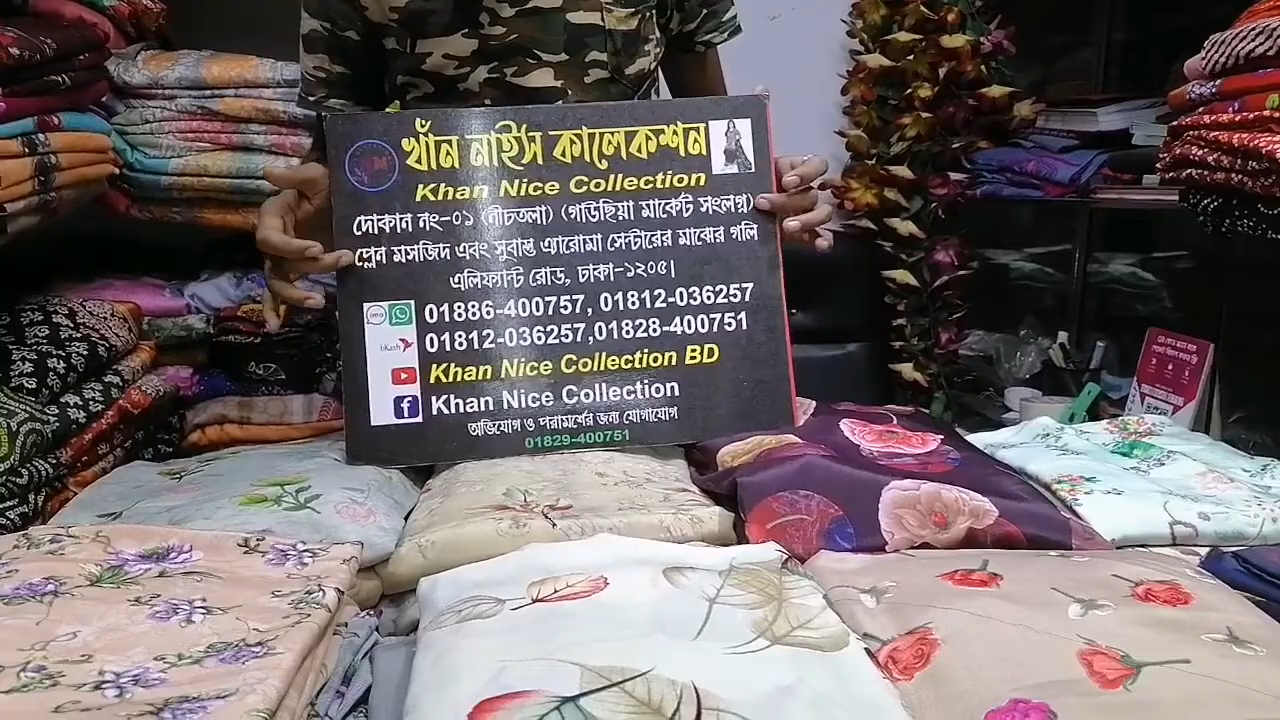 খাঁন নাইস কালেকশন
Khan Nice Collection
দোকান নং-০১ (নীচতলা) (গাউছিয়া মার্কেট সংলগ্ন)
প্লেন মসজিদ এবং সুবাস্তু এ্যারোমা সেন্টারের মাঝের গলি
এলিফ্যান্ট রোড, ঢাকা-১২০৫।
imo
01886-400757, 01812-036257
bKash
01812-036257,01828-400751
Khan Nice Collection BD
Khan Nice Collection
অভিযোগ ও পরামর্শের জন্য যোগাযোগ
01829-400751